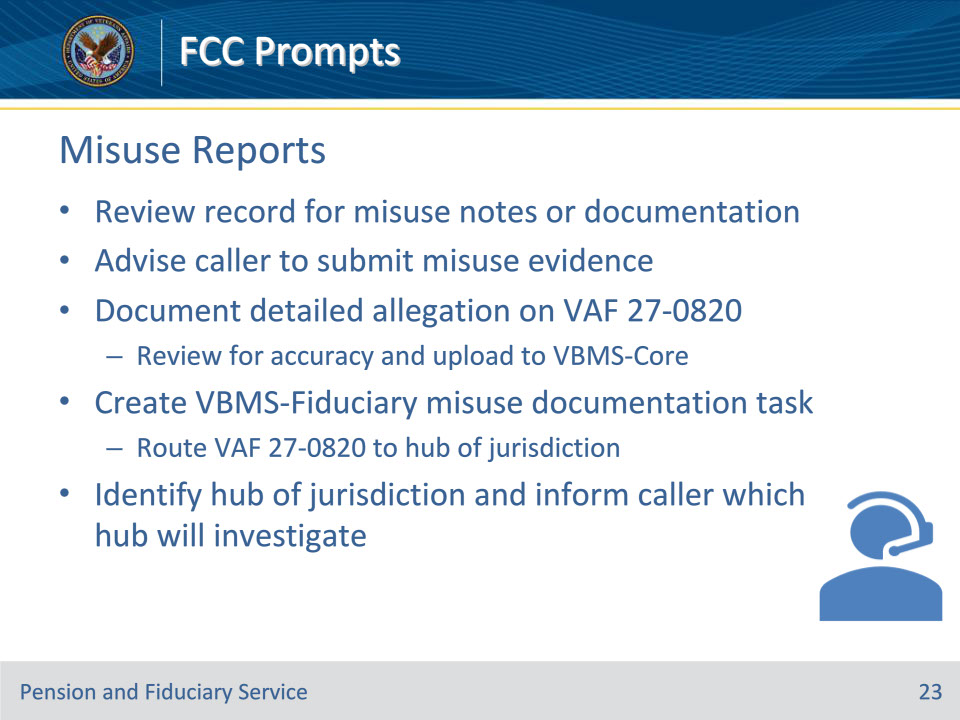 FCC Prompts
Misuse Reports
• Review record for misuse notes or documentation
• Advise caller to submit misuse evidence
• Document detailed allegation on VAF 27-0820
– Review for accuracy and upload to VBMS-Core
• Create VBMS-Fiduciary misuse documentation task
– Route VAF 27-0820 to hub of jurisdiction
• Identify hub of jurisdiction and inform caller which
hub will investigate
Pension and Fiduciary Service
23